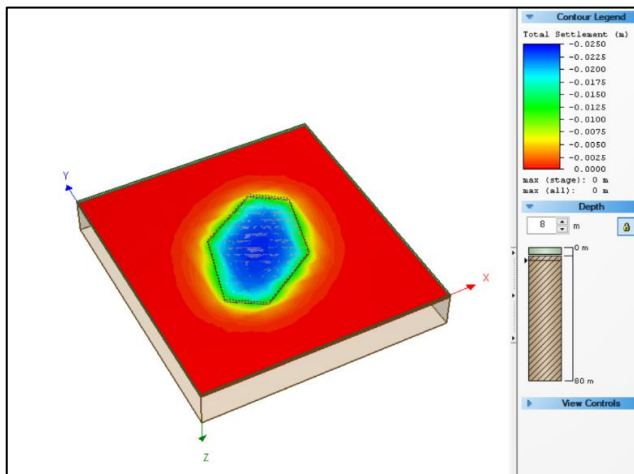 Contour Legend
Total Settlement (m)
-0.0250
-0.0225
-0.0200
-0.0175
-0.0150
-0.0125
-0.0100
-0.0075
-0.0050
-0.0025
0.0000
max (stage): 0 m
max (all): 0 m
Depth
8 m
0 m
80 m
View Controls
Y
X
Z